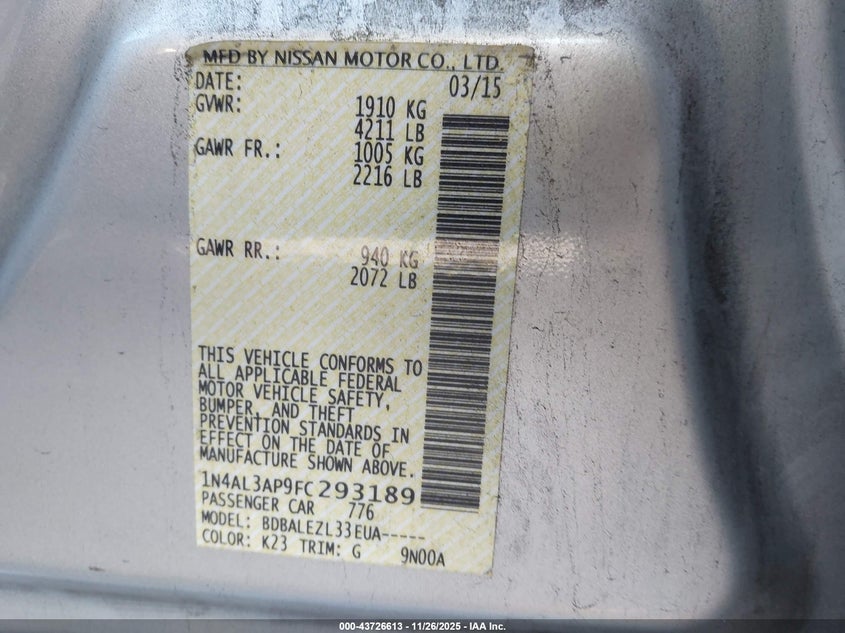 MFD BY NISSAN MOTOR CO., LTD.
DATE: 03/15
GVWR: 1910 KG
4211 LB
GAWR FR.: 1005 KG
2216 LB
GAWR RR.: 940 KG
2072 LB
THIS VEHICLE CONFORMS TO
ALL APPLICABLE FEDERAL
MOTOR VEHICLE SAFETY,
BUMPER, AND THEFT
PREVENTION STANDARDS IN
EFFECT ON THE DATE OF
MANUFACTURE SHOWN ABOVE.
1N4AL3AP9FC293189
PASSENGER CAR 776
MODEL: BDBALEZL33EUA-----
COLOR: K23 TRIM: G 9N00A
000-43726613 - 11/26/2025 - IAA Inc.